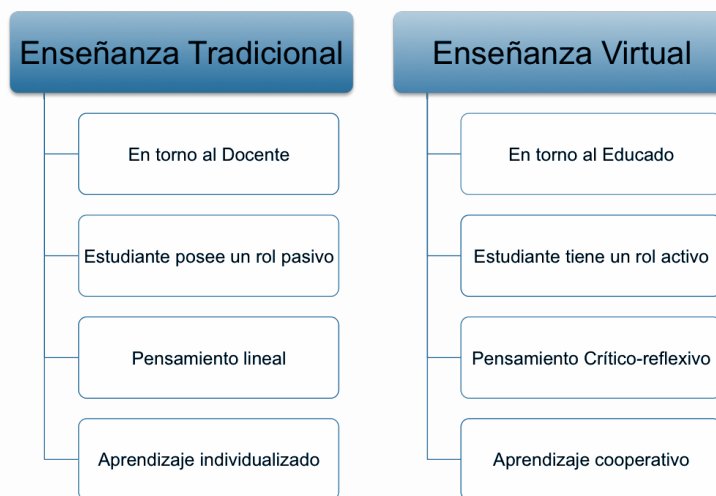 Enseñanza Tradicional
En torno al Docente
Estudiante posee un rol pasivo
Pensamiento lineal
Aprendizaje individualizado
Enseñanza Virtual
En torno al Educado
Estudiante tiene un rol activo
Pensamiento Crítico-reflexivo
Aprendizaje cooperativo